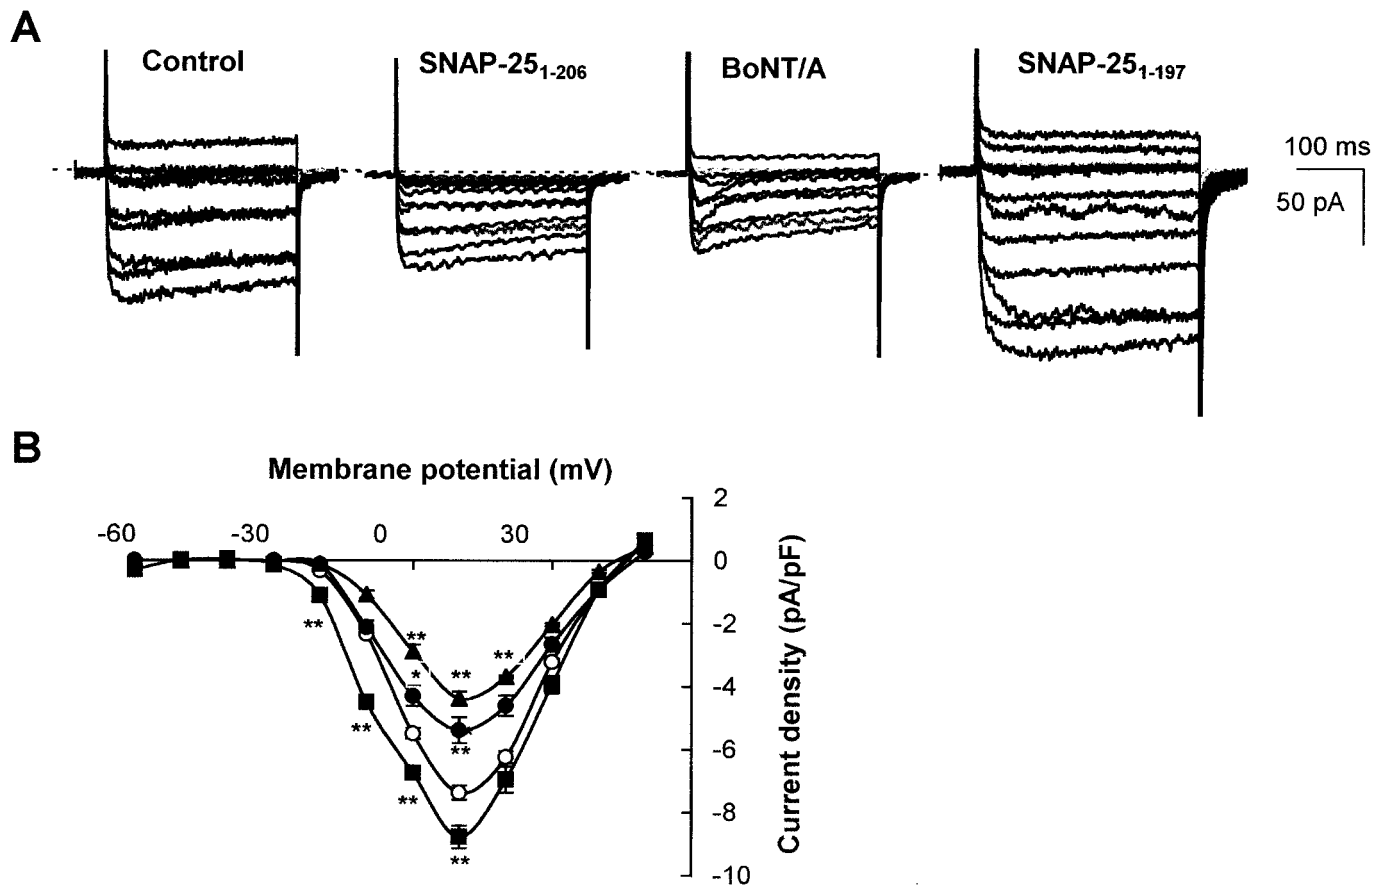 A
Control
SNAP-25₁₋₂₀₆
BoNT/A
SNAP-25₁₋₁₉₇
100 ms
50 pA
B
Membrane potential (mV)
-60
-30
0
30
**
**
**
**
**
*
**
**
**
2
0
-2
-4
-6
-8
-10
Current density (pA/pF)